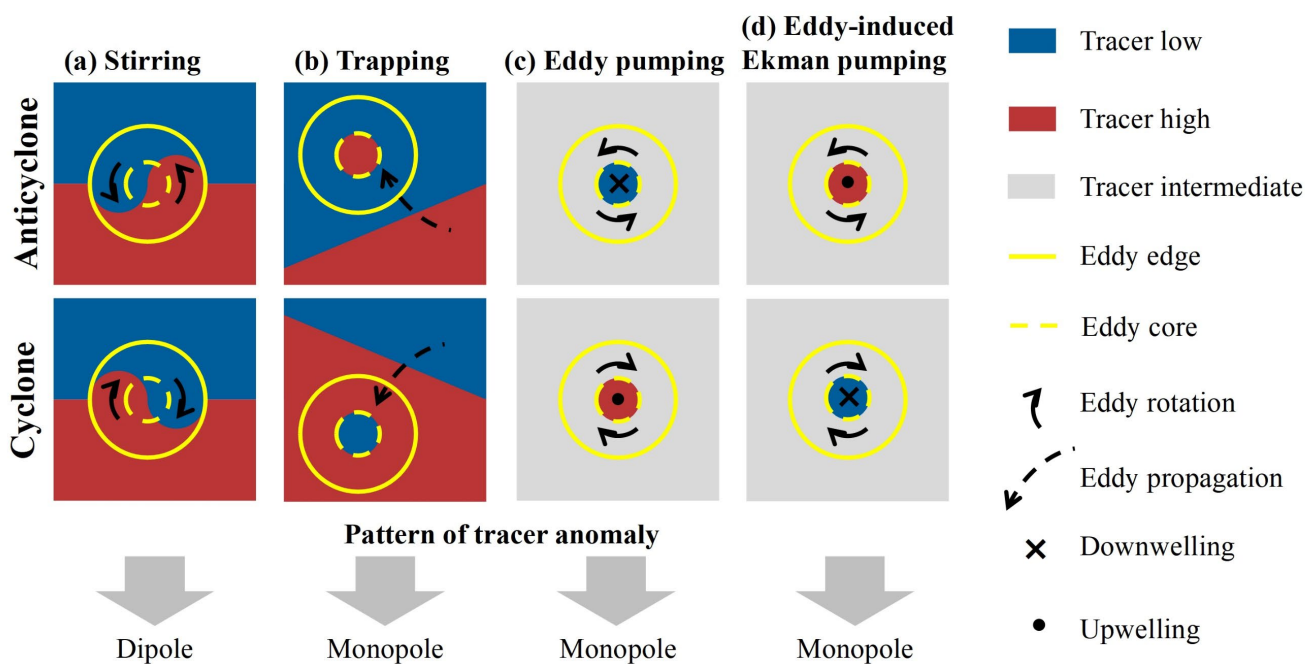 (a) Stirring
(b) Trapping
(c) Eddy pumping
(d) Eddy-induced
Ekman pumping
Anticyclone
Cyclone
Pattern of tracer anomaly
Dipole
Monopole
Monopole
Monopole
Tracer low
Tracer high
Tracer intermediate
Eddy edge
Eddy core
Eddy rotation
Eddy propagation
Downwelling
Upwelling